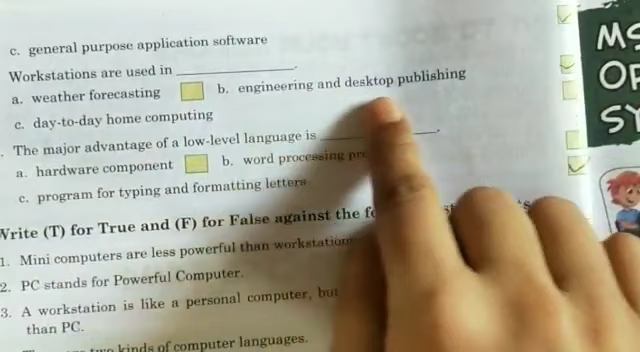 c. general purpose application software
Workstations are used in
a. weather forecasting b. engineering and desktop publishing
c. day-to-day home computing
The major advantage of a low-level language is
a. hardware component b. word processing
c. program for typing and formatting letters
Write (T) for True and (F) for False against the
1. Mini computers are less powerful than workstation
2. PC stands for Powerful Computer.
3. A workstation is like a personal computer, but
than PC.
two kinds of computer languages.